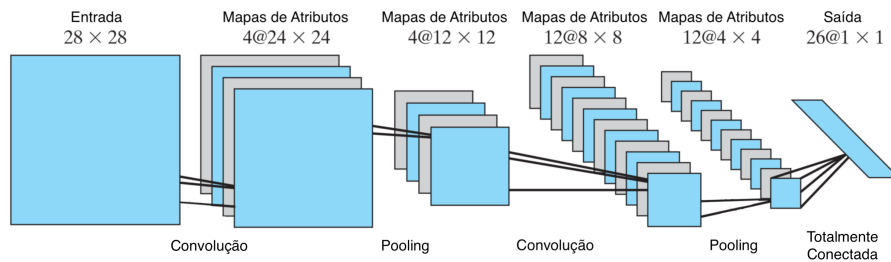 Entrada
28 × 28
Mapas de Atributos
4@24 × 24
Mapas de Atributos
4@12 × 12
Mapas de Atributos
12@8 × 8
Mapas de Atributos
12@4 × 4
Saída
26@1 × 1
Convolução
Pooling
Convolução
Pooling
Totalmente
Conectada